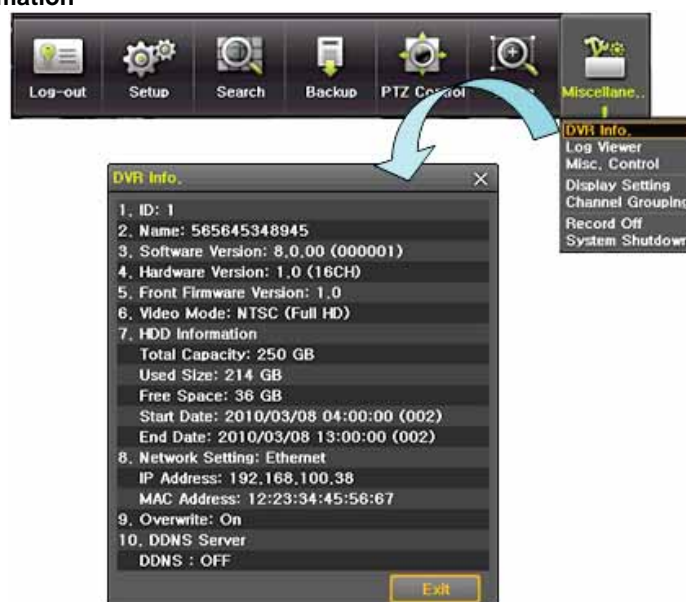 mation
Log-out Setup Search Backup PTZ Control Miscellane..
DVR Info.
Log Viewer
Misc. Control
Display Setting
Channel Grouping
Record Off
System Shutdown
DVR Info.
1. ID: 1
2. Name: 565645348945
3. Software Version: 8.0.00 (000001)
4. Hardware Version: 1.0 (16CH)
5. Front Firmware Version: 1.0
6. Video Mode: NTSC (Full HD)
7. HDD Information
Total Capacity: 250 GB
Used Size: 214 GB
Free Space: 36 GB
Start Date: 2010/03/08 04:00:00 (002)
End Date: 2010/03/08 13:00:00 (002)
8. Network Setting: Ethernet
IP Address: 192.168.100.38
MAC Address: 12:23:34:45:56:67
9. Overwrite: On
10. DDNS Server
DDNS : OFF
Exit